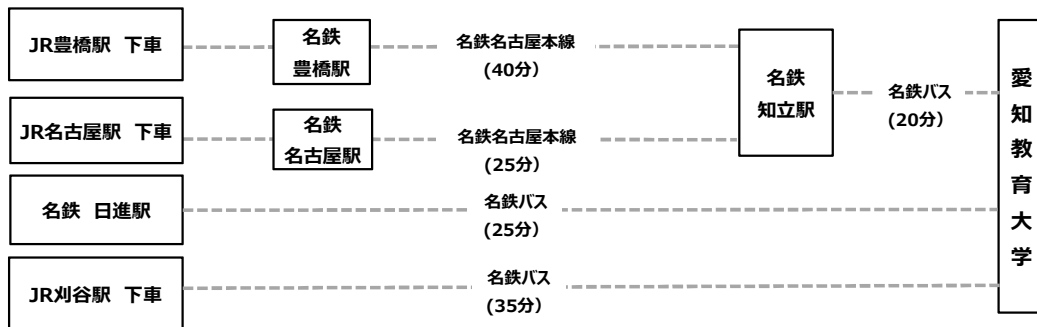 JR豊橋駅 下車
名鉄
豊橋駅
名鉄名古屋本線
(40分)
JR名古屋駅 下車
名鉄
名古屋駅
名鉄名古屋本線
(25分)
名鉄
知立駅
名鉄バス
(20分)
名鉄 日進駅
名鉄バス
(25分)
JR刈谷駅 下車
名鉄バス
(35分)
愛知教育大学